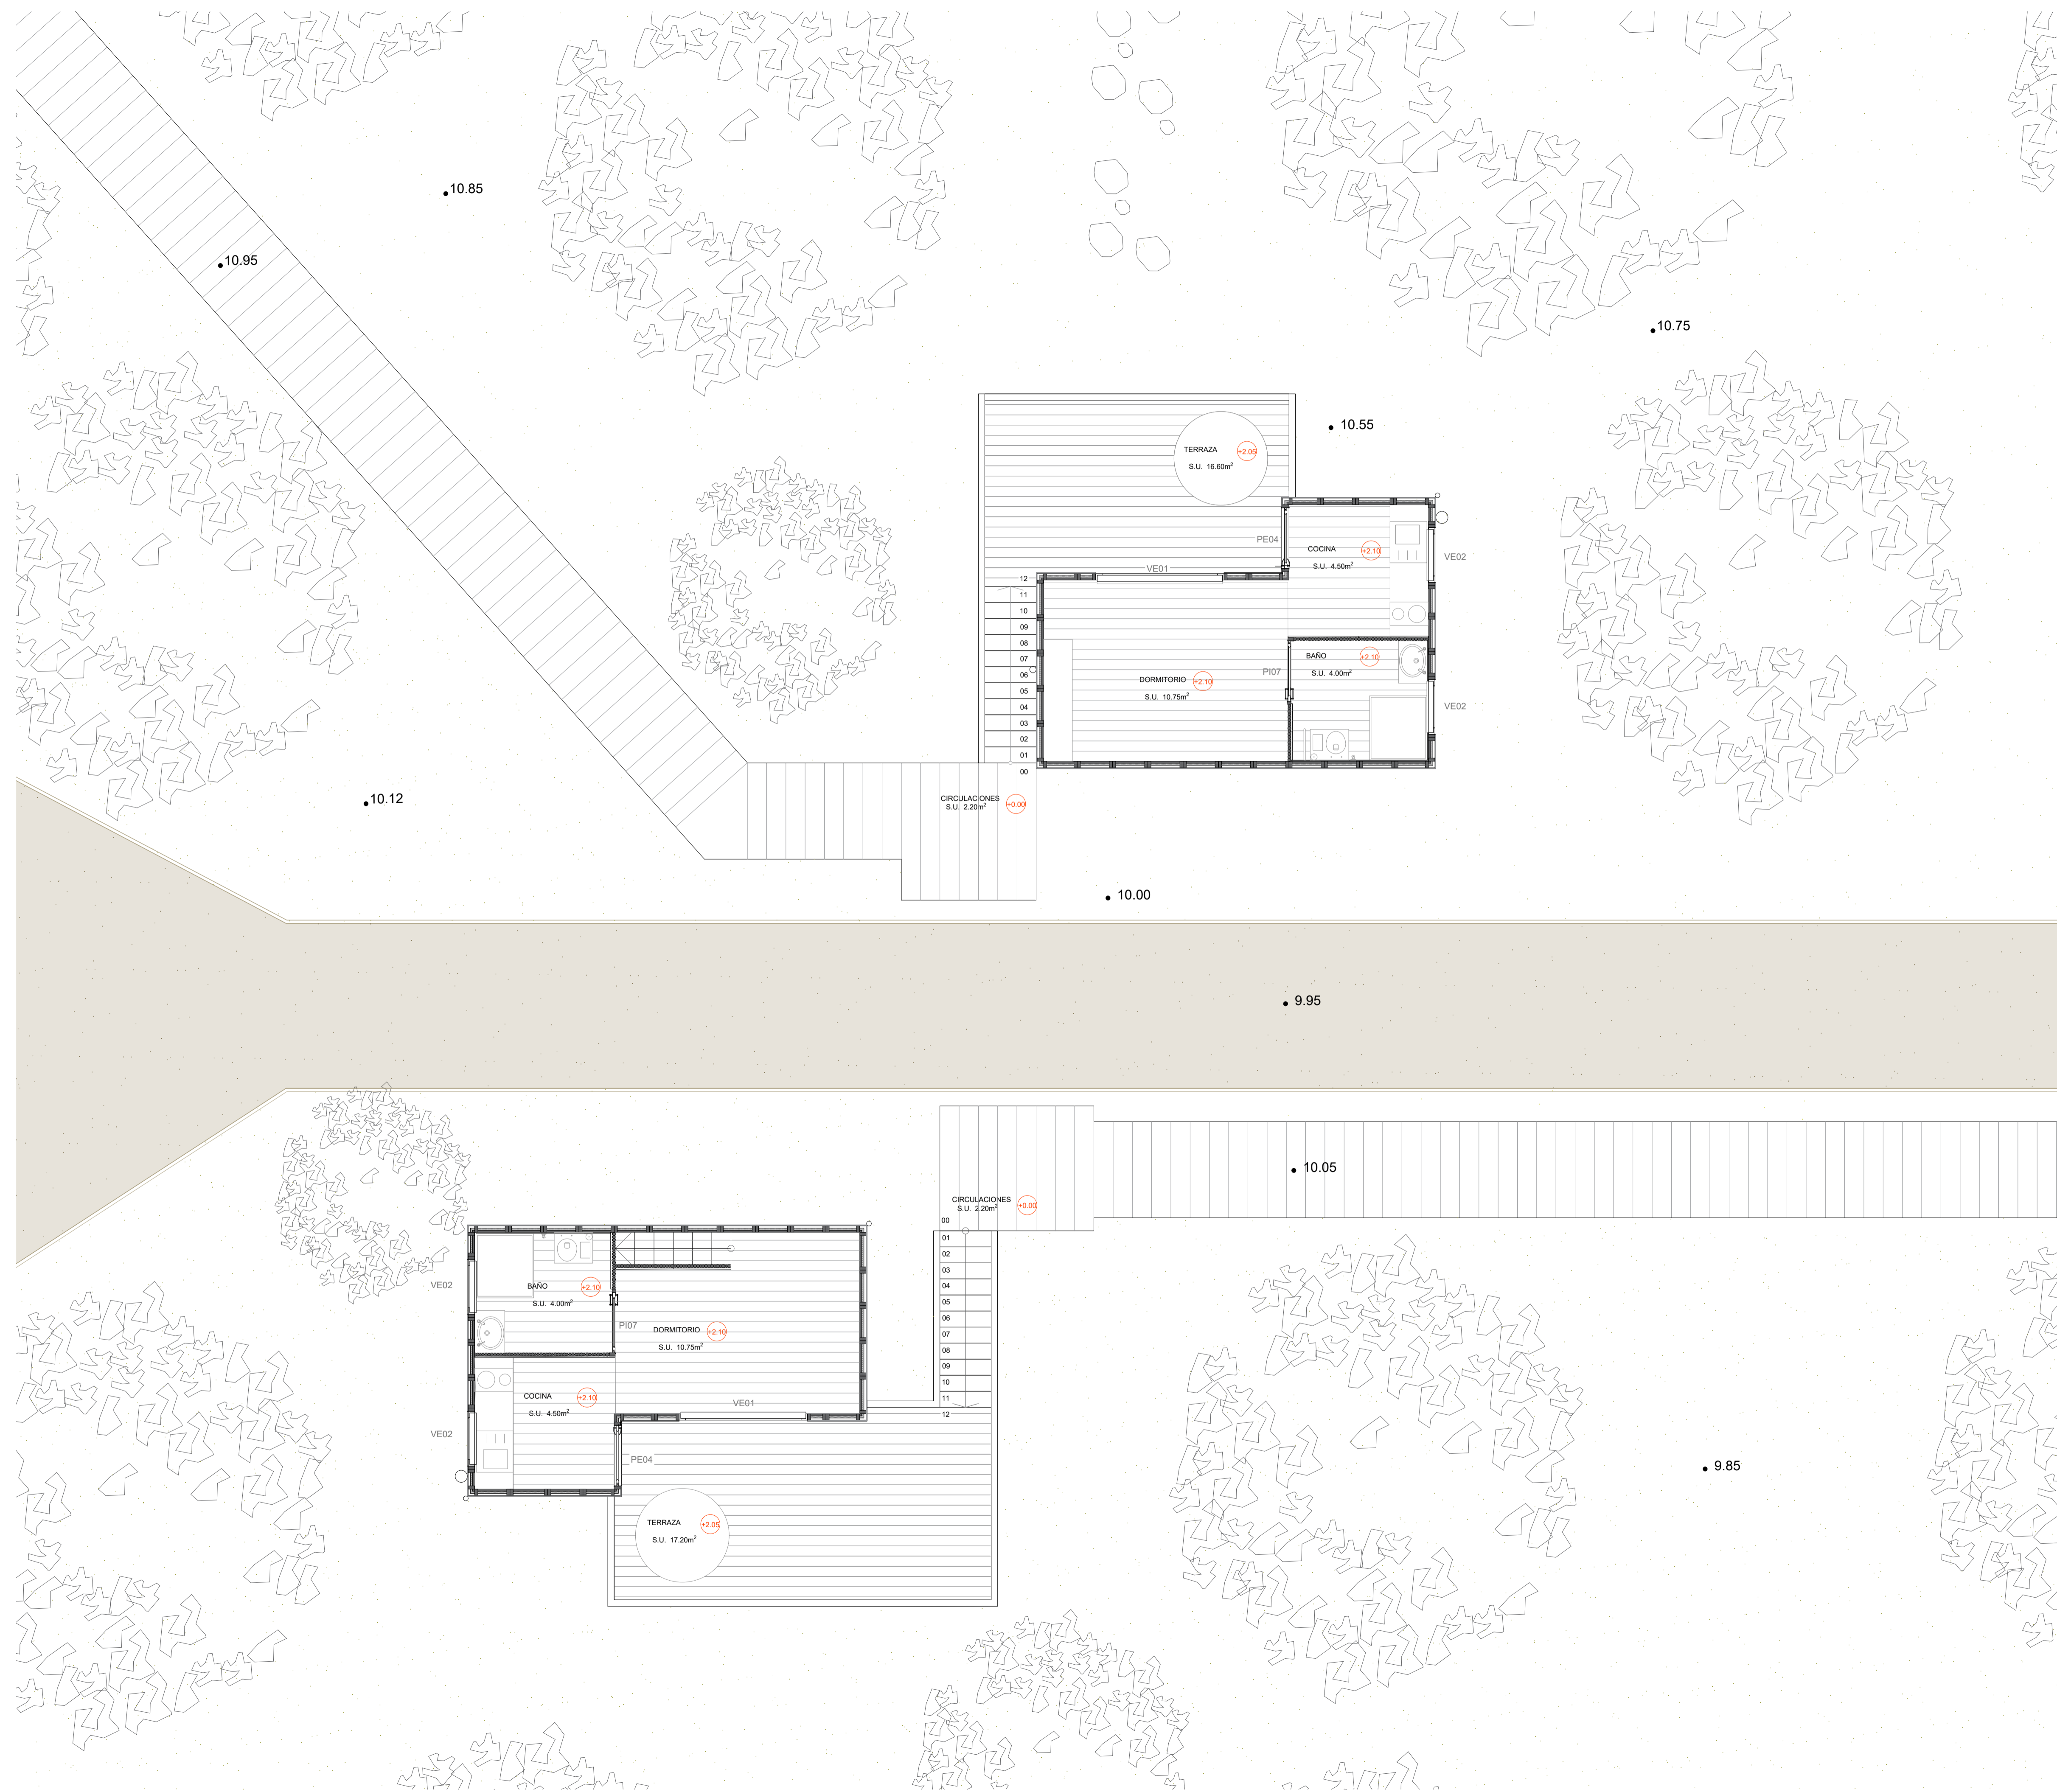 10.85
10.95
10.75
10.55
TERRAZA +2.05
S.U. 16.60m²
PE04
COCINA +2.10
S.U. 4.50m²
VE02
VE01
12
11
10
09
08
07
06
05
04
03
02
01
00
BAÑO +2.10
S.U. 4.00m²
PI07
DORMITORIO +2.10
S.U. 10.75m²
VE02
CIRCULACIONES
S.U. 2.20m² +0.00
10.12
10.00
9.95
10.05
CIRCULACIONES
S.U. 2.20m² +0.00
00
01
02
03
04
05
06
07
08
09
10
11
12
VE02
BAÑO +2.10
S.U. 4.00m²
PI07
DORMITORIO +2.10
S.U. 10.75m²
COCINA +2.10
S.U. 4.50m²
VE01
VE02
PE04
9.85
TERRAZA +2.05
S.U. 17.20m²